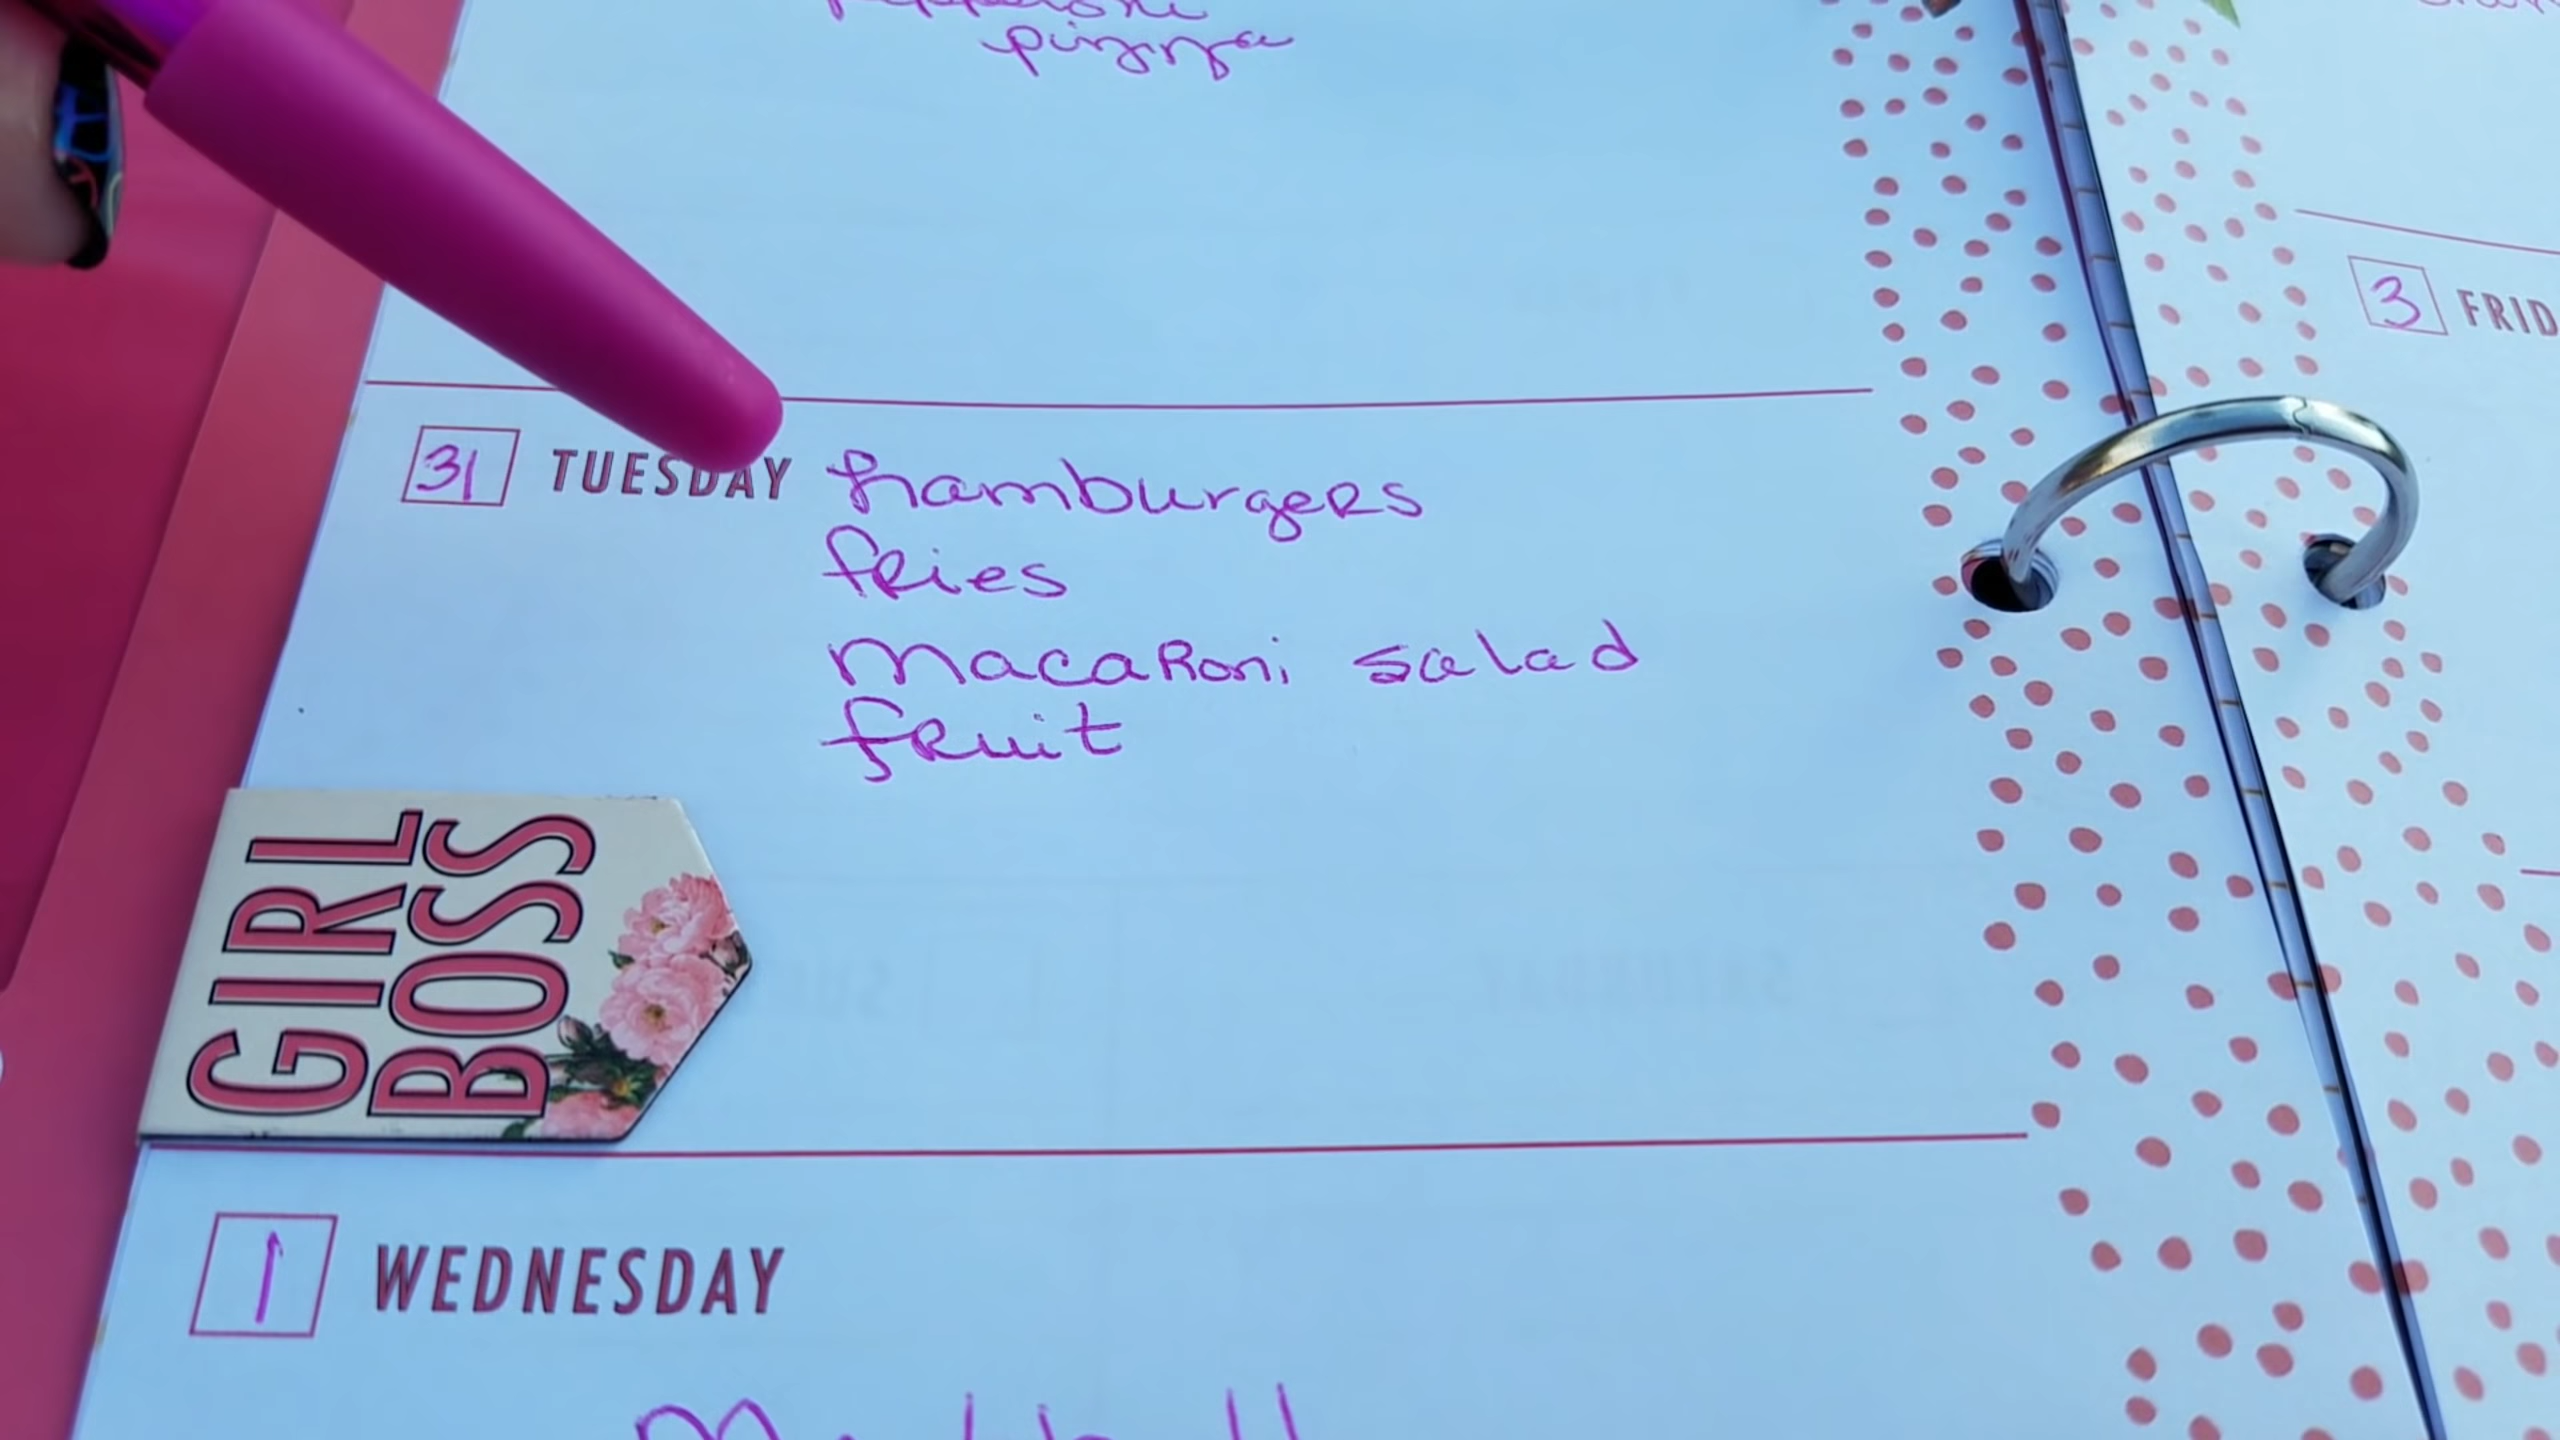 pizza
31 TUESDAY hamburgers
fries
macaroni salad
fruit
GIRL
BOSS
1 WEDNESDAY
3 FRID